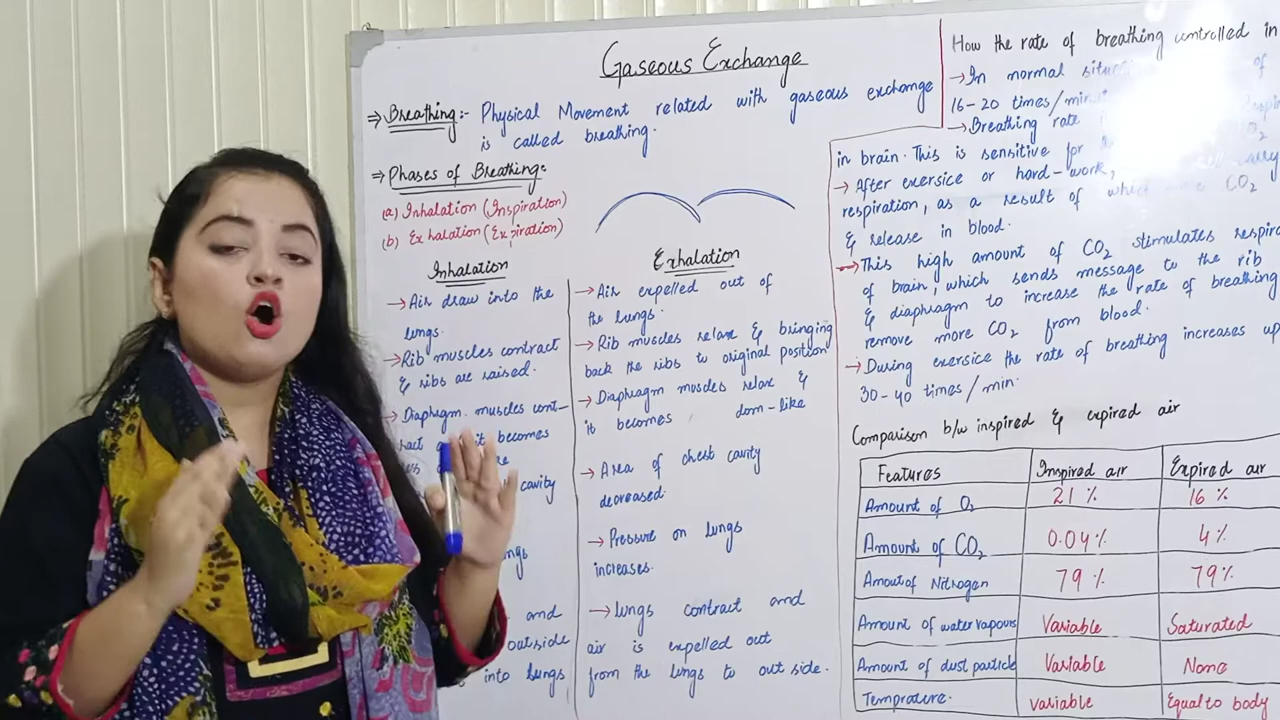 Gaseous Exchange
⇒ Breathing:- Physical Movement related with gaseous exchange
is called breathing.
⇒ Phases of Breathing:-
(a) Inhalation (Inspiration)
(b) Exhalation (Expiration)
Inhalation
→ Air draw into the
lungs.
→ Rib muscles contract
& ribs are raised.
→ Diaphragm muscles cont-
ract it becomes
cavity
and
outside
into lungs
Exhalation
→ Air expelled out of
the lungs.
→ Rib muscles relax & bringing
back the ribs to original position
→ Diaphragm muscles relax &
it becomes dom-like
→ Area of chest cavity
decreased.
→ Pressure on lungs
increases.
→ lungs contract and
air is expelled out
from the lungs to out side.
How the rate of breathing controlled in
→ In normal of
16-20 times/
→ Breathing rate
in brain. This is sensitive for
→ After exersice or hard-work,
respiration, as a result of CO2
& release in blood.
→ This high amount of CO2 stimulates
of brain, which sends message to the rib
& diaphragm to increase the rate of breathing
remove more CO2 from blood.
→ During exersice the rate of breathing increases up
30-40 times/min.
Comparison b/w inspired & expired air
Features Inspired air Expired air
Amount of O2 21% 16%
Amount of CO2 0.04% 4%
Amout of Nitrogen 79% 79%
Amount of water vapours Variable Saturated
Amount of dust particle Variable None
Temprature. variable Equal to body